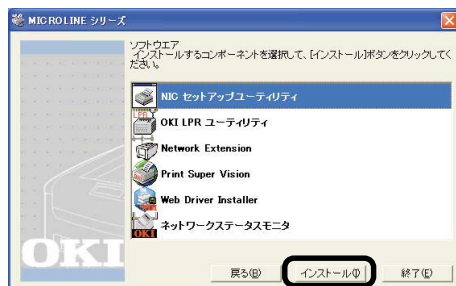 MICROLINE シリーズ
ソフトウエア
インストールするコンポーネントを選択して、[インストール]ボタンをクリックしてく
ださい。
NIC セットアップユーティリティ
LPR
OKI LPR ユーティリティ
Network Extension
Print Super Vision
Web Driver Installer
OKI
ネットワークステータスモニタ
OKI
戻る(B)
インストール(I)
終了(E)